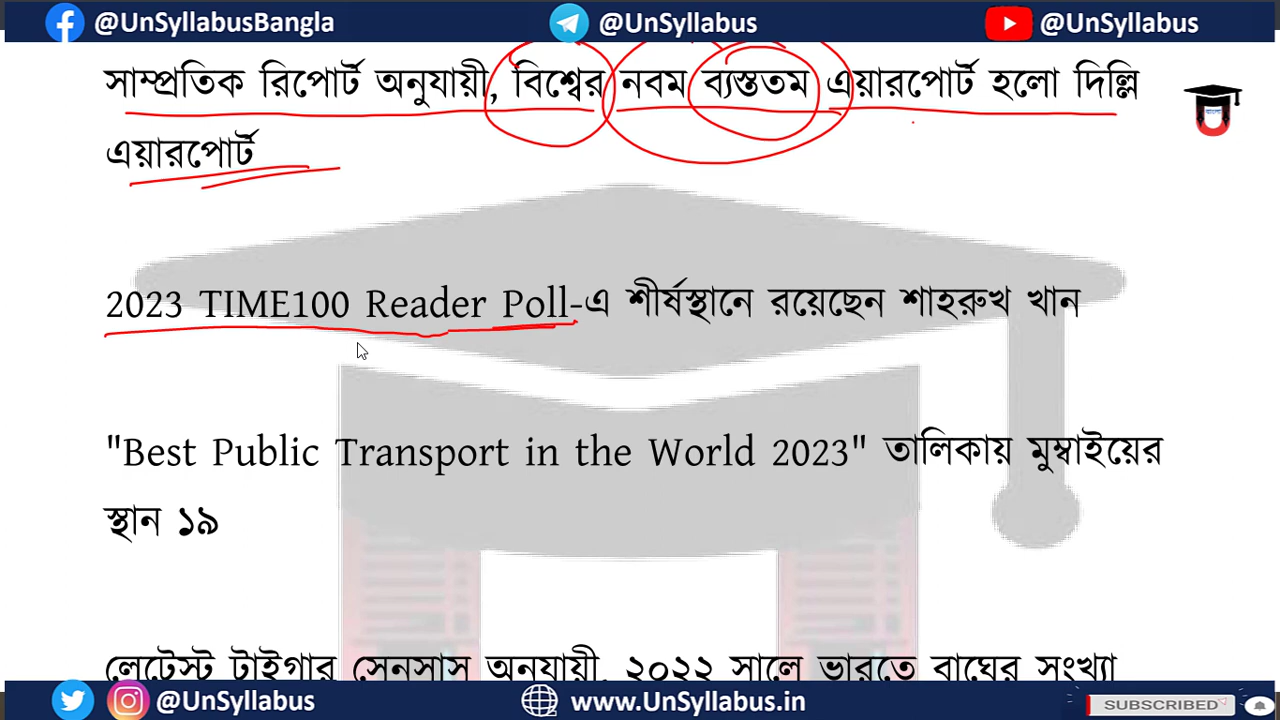 @UnSyllabusBangla @UnSyllabus @UnSyllabus
সাম্প্রতিক রিপোর্ট অনুযায়ী, বিশ্বের নবম ব্যস্ততম এয়ারপোর্ট হলো দিল্লি
এয়ারপোর্ট
2023 TIME100 Reader Poll-এ শীর্ষস্থানে রয়েছেন শাহরুখ খান
"Best Public Transport in the World 2023" তালিকায় মুম্বাইয়ের
স্থান ১৯
লেটেস্ট টাইগার সেনসাস অনুযায়ী, ২০২২ সালে ভারতে বাঘের সংখ্যা
@UnSyllabus www.UnSyllabus.in SUBSCRIBED